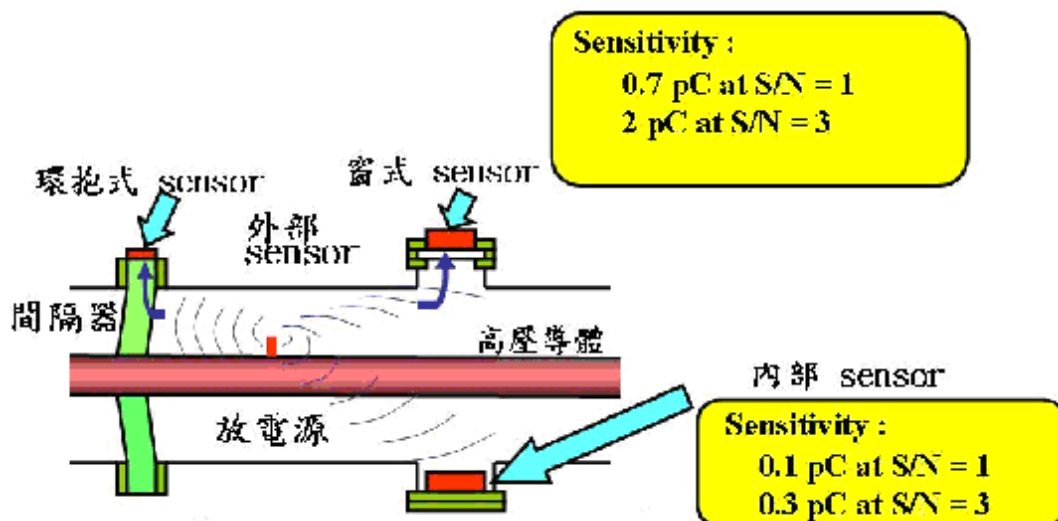 Sensitivity :
0.7 pC at S/N = 1
2 pC at S/N = 3
環抱式 sensor
窗式 sensor
外部
sensor
間隔器
高壓導體
內部 sensor
放電源
Sensitivity :
0.1 pC at S/N = 1
0.3 pC at S/N = 3